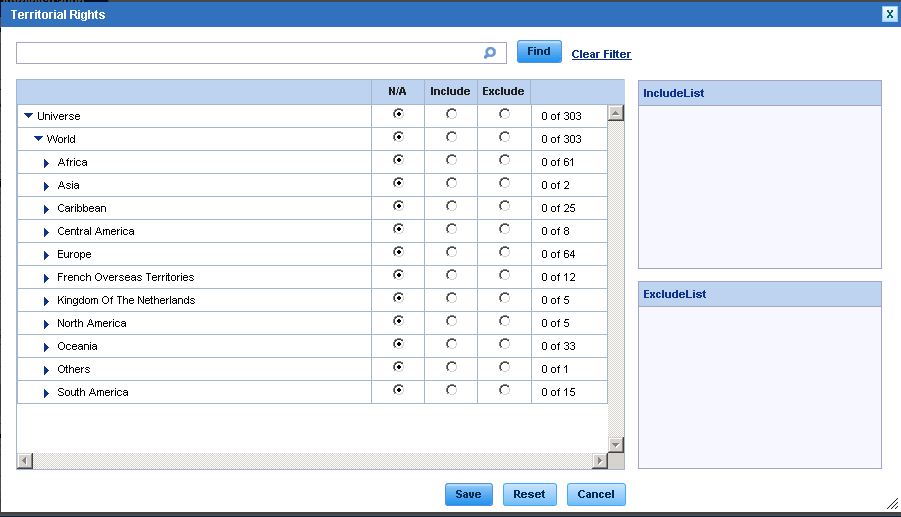 Territorial Rights X
Find Clear Filter
N/A Include Exclude
Universe 0 of 303
World 0 of 303
Africa 0 of 61
Asia 0 of 2
Caribbean 0 of 25
Central America 0 of 8
Europe 0 of 64
French Overseas Territories 0 of 12
Kingdom Of The Netherlands 0 of 5
North America 0 of 5
Oceania 0 of 33
Others 0 of 1
South America 0 of 15
IncludeList
ExcludeList
Save Reset Cancel